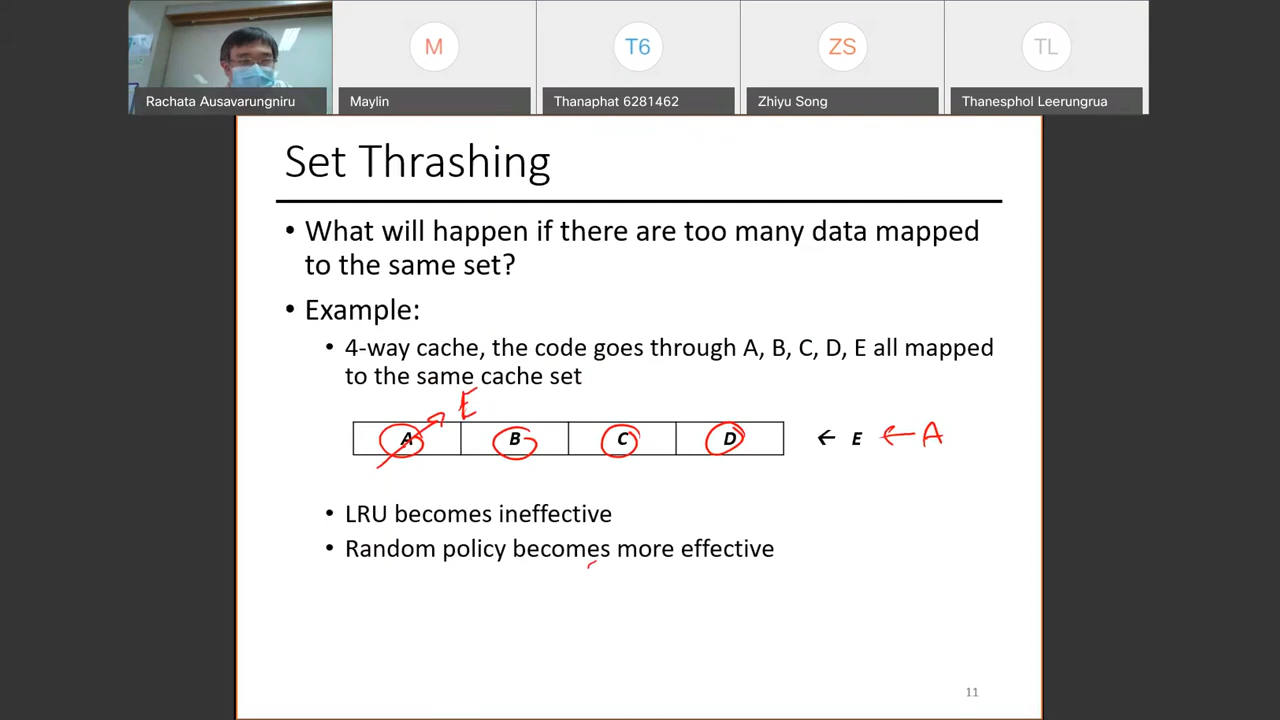 M
T6
ZS
TL
Rachata Ausavarungniru
Maylin
Thanaphat 6281462
Zhiyu Song
Thanesphol Leerungrua
Set Thrashing
• What will happen if there are too many data mapped
to the same set?
• Example:
• 4-way cache, the code goes through A, B, C, D, E all mapped
to the same cache set
E
A B C D ← E ← A
• LRU becomes ineffective
• Random policy becomes more effective
11